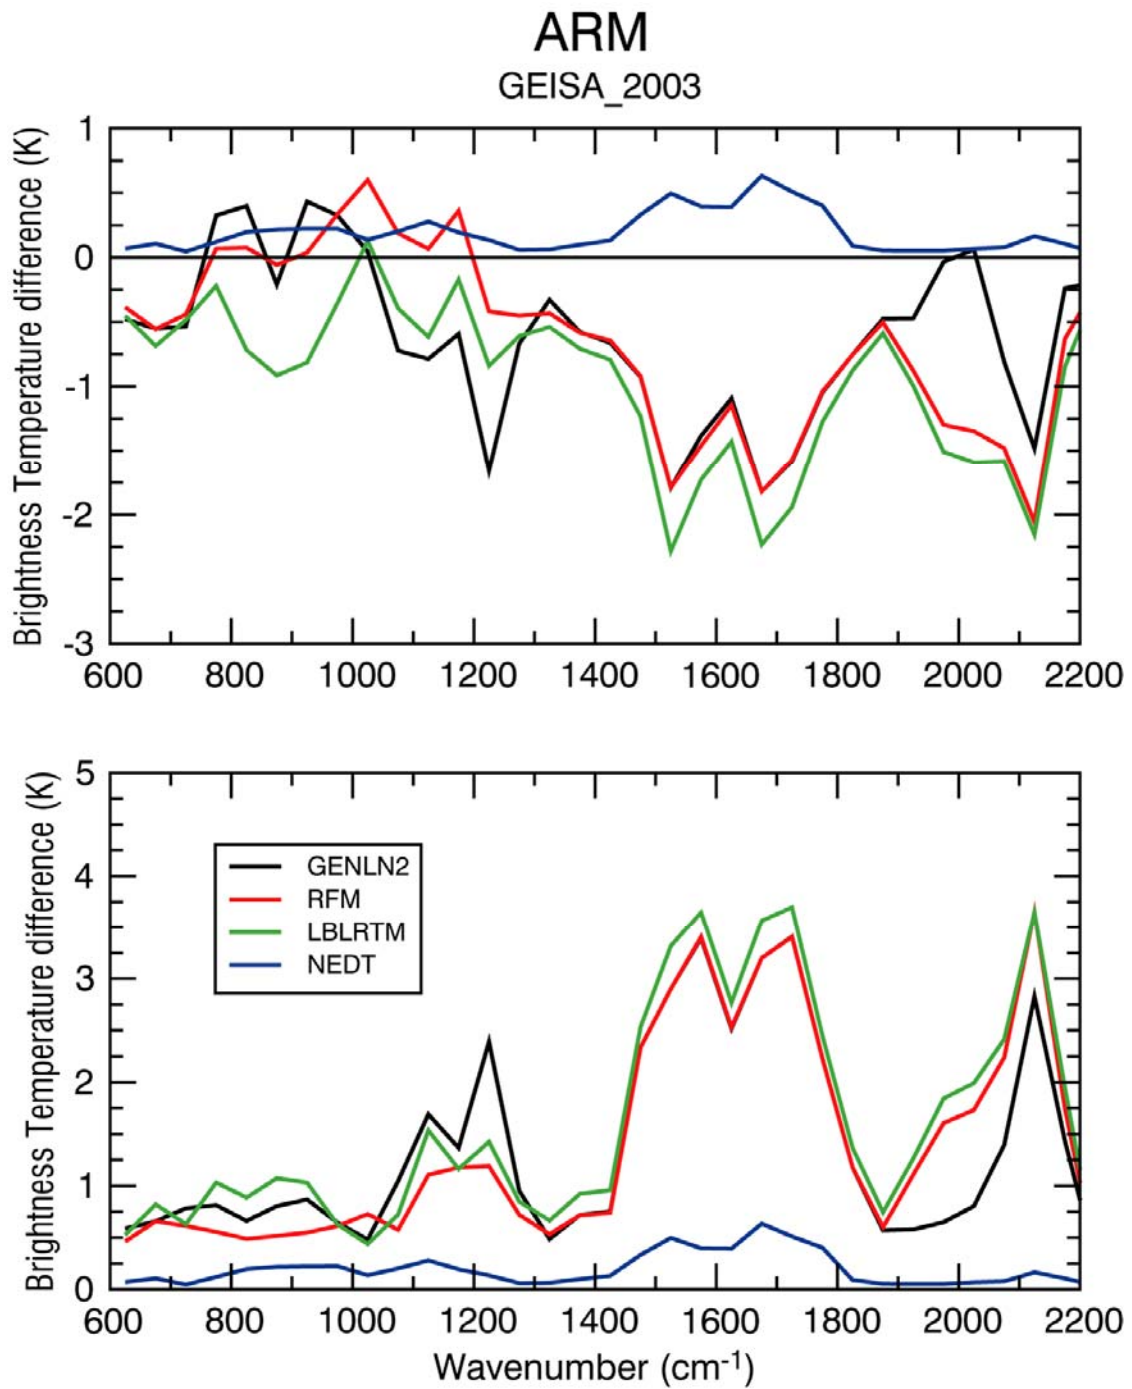 ARM
GEISA_2003
Brightness Temperature difference (K)
1
0
-1
-2
-3
600 800 1000 1200 1400 1600 1800 2000 2200
Brightness Temperature difference (K)
5
4
3
2
1
0
GENLN2
RFM
LBLRTM
NEDT
600 800 1000 1200 1400 1600 1800 2000 2200
Wavenumber (cm⁻¹)